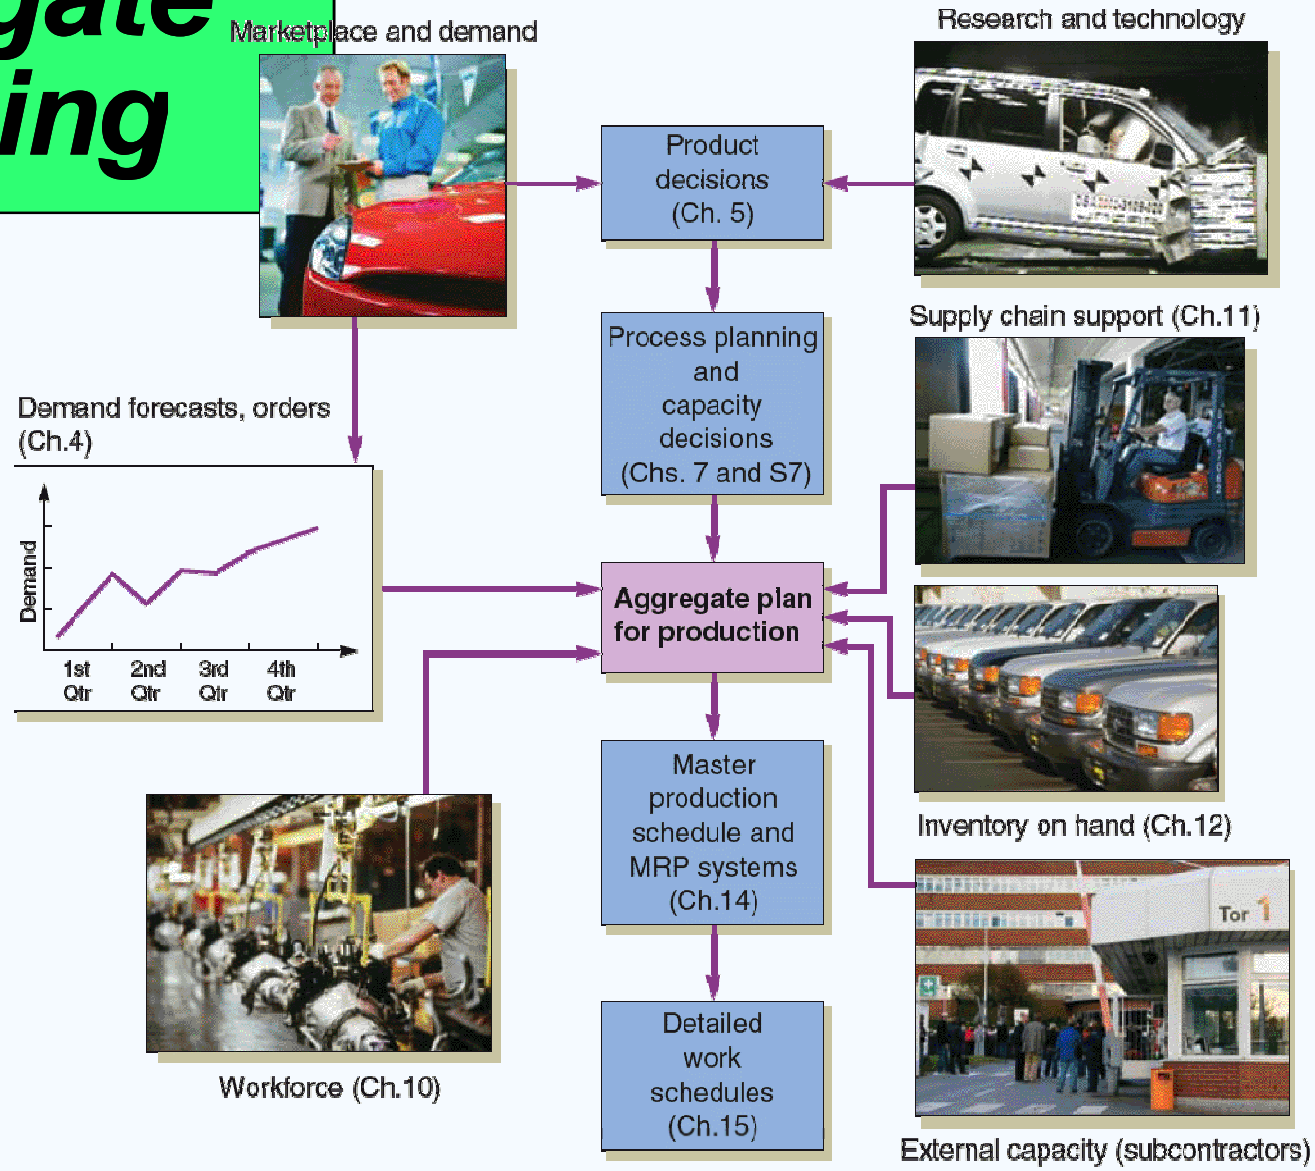 gate
ing
Marketplace and demand
Research and technology
Product
decisions
(Ch. 5)
Supply chain support (Ch.11)
Process planning
and
capacity
decisions
(Chs. 7 and S7)
Demand forecasts, orders
(Ch.4)
Demand
1st
Qtr
2nd
Qtr
3rd
Qtr
4th
Qtr
Aggregate plan
for production
Master
production
schedule and
MRP systems
(Ch.14)
Inventory on hand (Ch.12)
Tor 1
Detailed
work
schedules
(Ch.15)
Workforce (Ch.10)
External capacity (subcontractors)